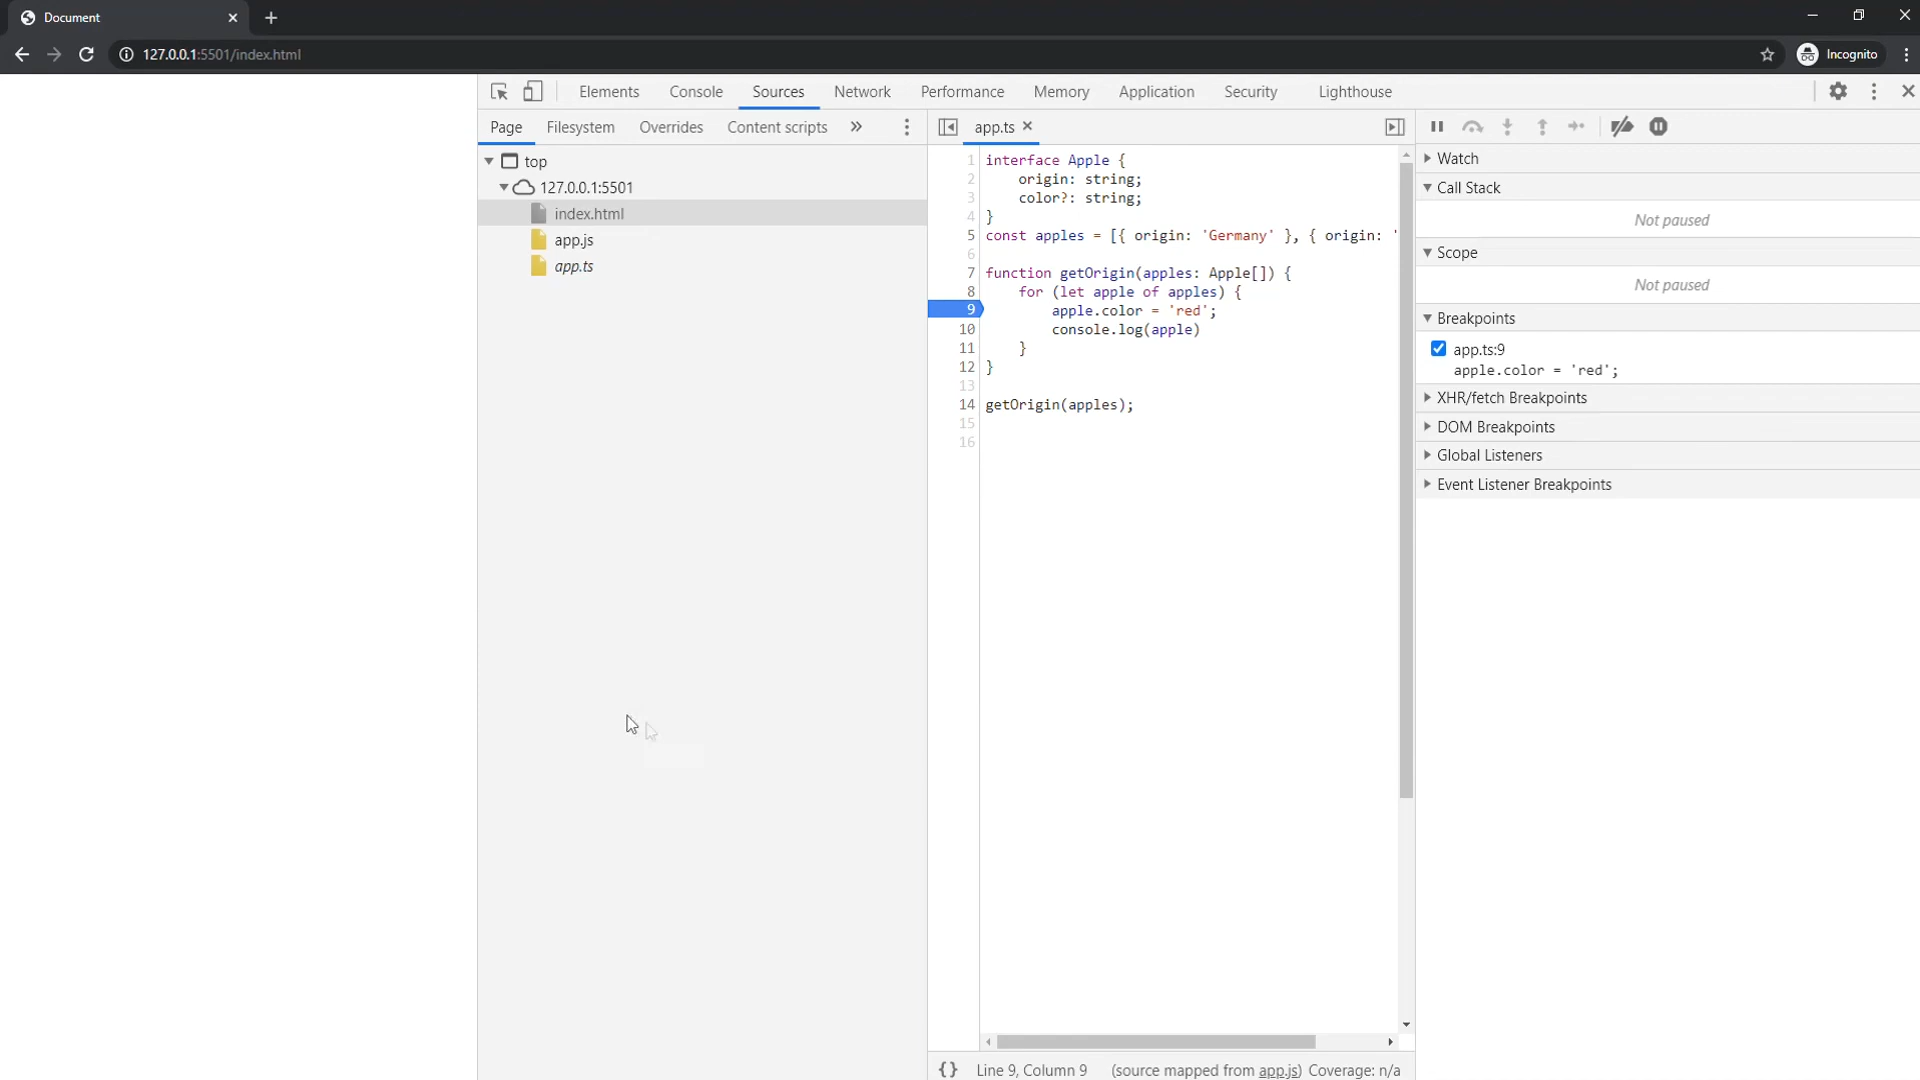 Document
127.0.0.1:5501/index.html
Incognito
Elements Console Sources Network Performance Memory Application Security Lighthouse
Page Filesystem Overrides Content scripts »
app.ts
top
127.0.0.1:5501
index.html
app.js
app.ts
1 interface Apple {
2 origin: string;
3 color?: string;
4 }
5 const apples = [{ origin: 'Germany' }, { origin: '
6
7 function getOrigin(apples: Apple[]) {
8 for (let apple of apples) {
9 apple.color = 'red';
10 console.log(apple)
11 }
12 }
13
14 getOrigin(apples);
15
16
{} Line 9, Column 9 (source mapped from app.js) Coverage: n/a
Watch
Call Stack
Not paused
Scope
Not paused
Breakpoints
app.ts:9
apple.color = 'red';
XHR/fetch Breakpoints
DOM Breakpoints
Global Listeners
Event Listener Breakpoints